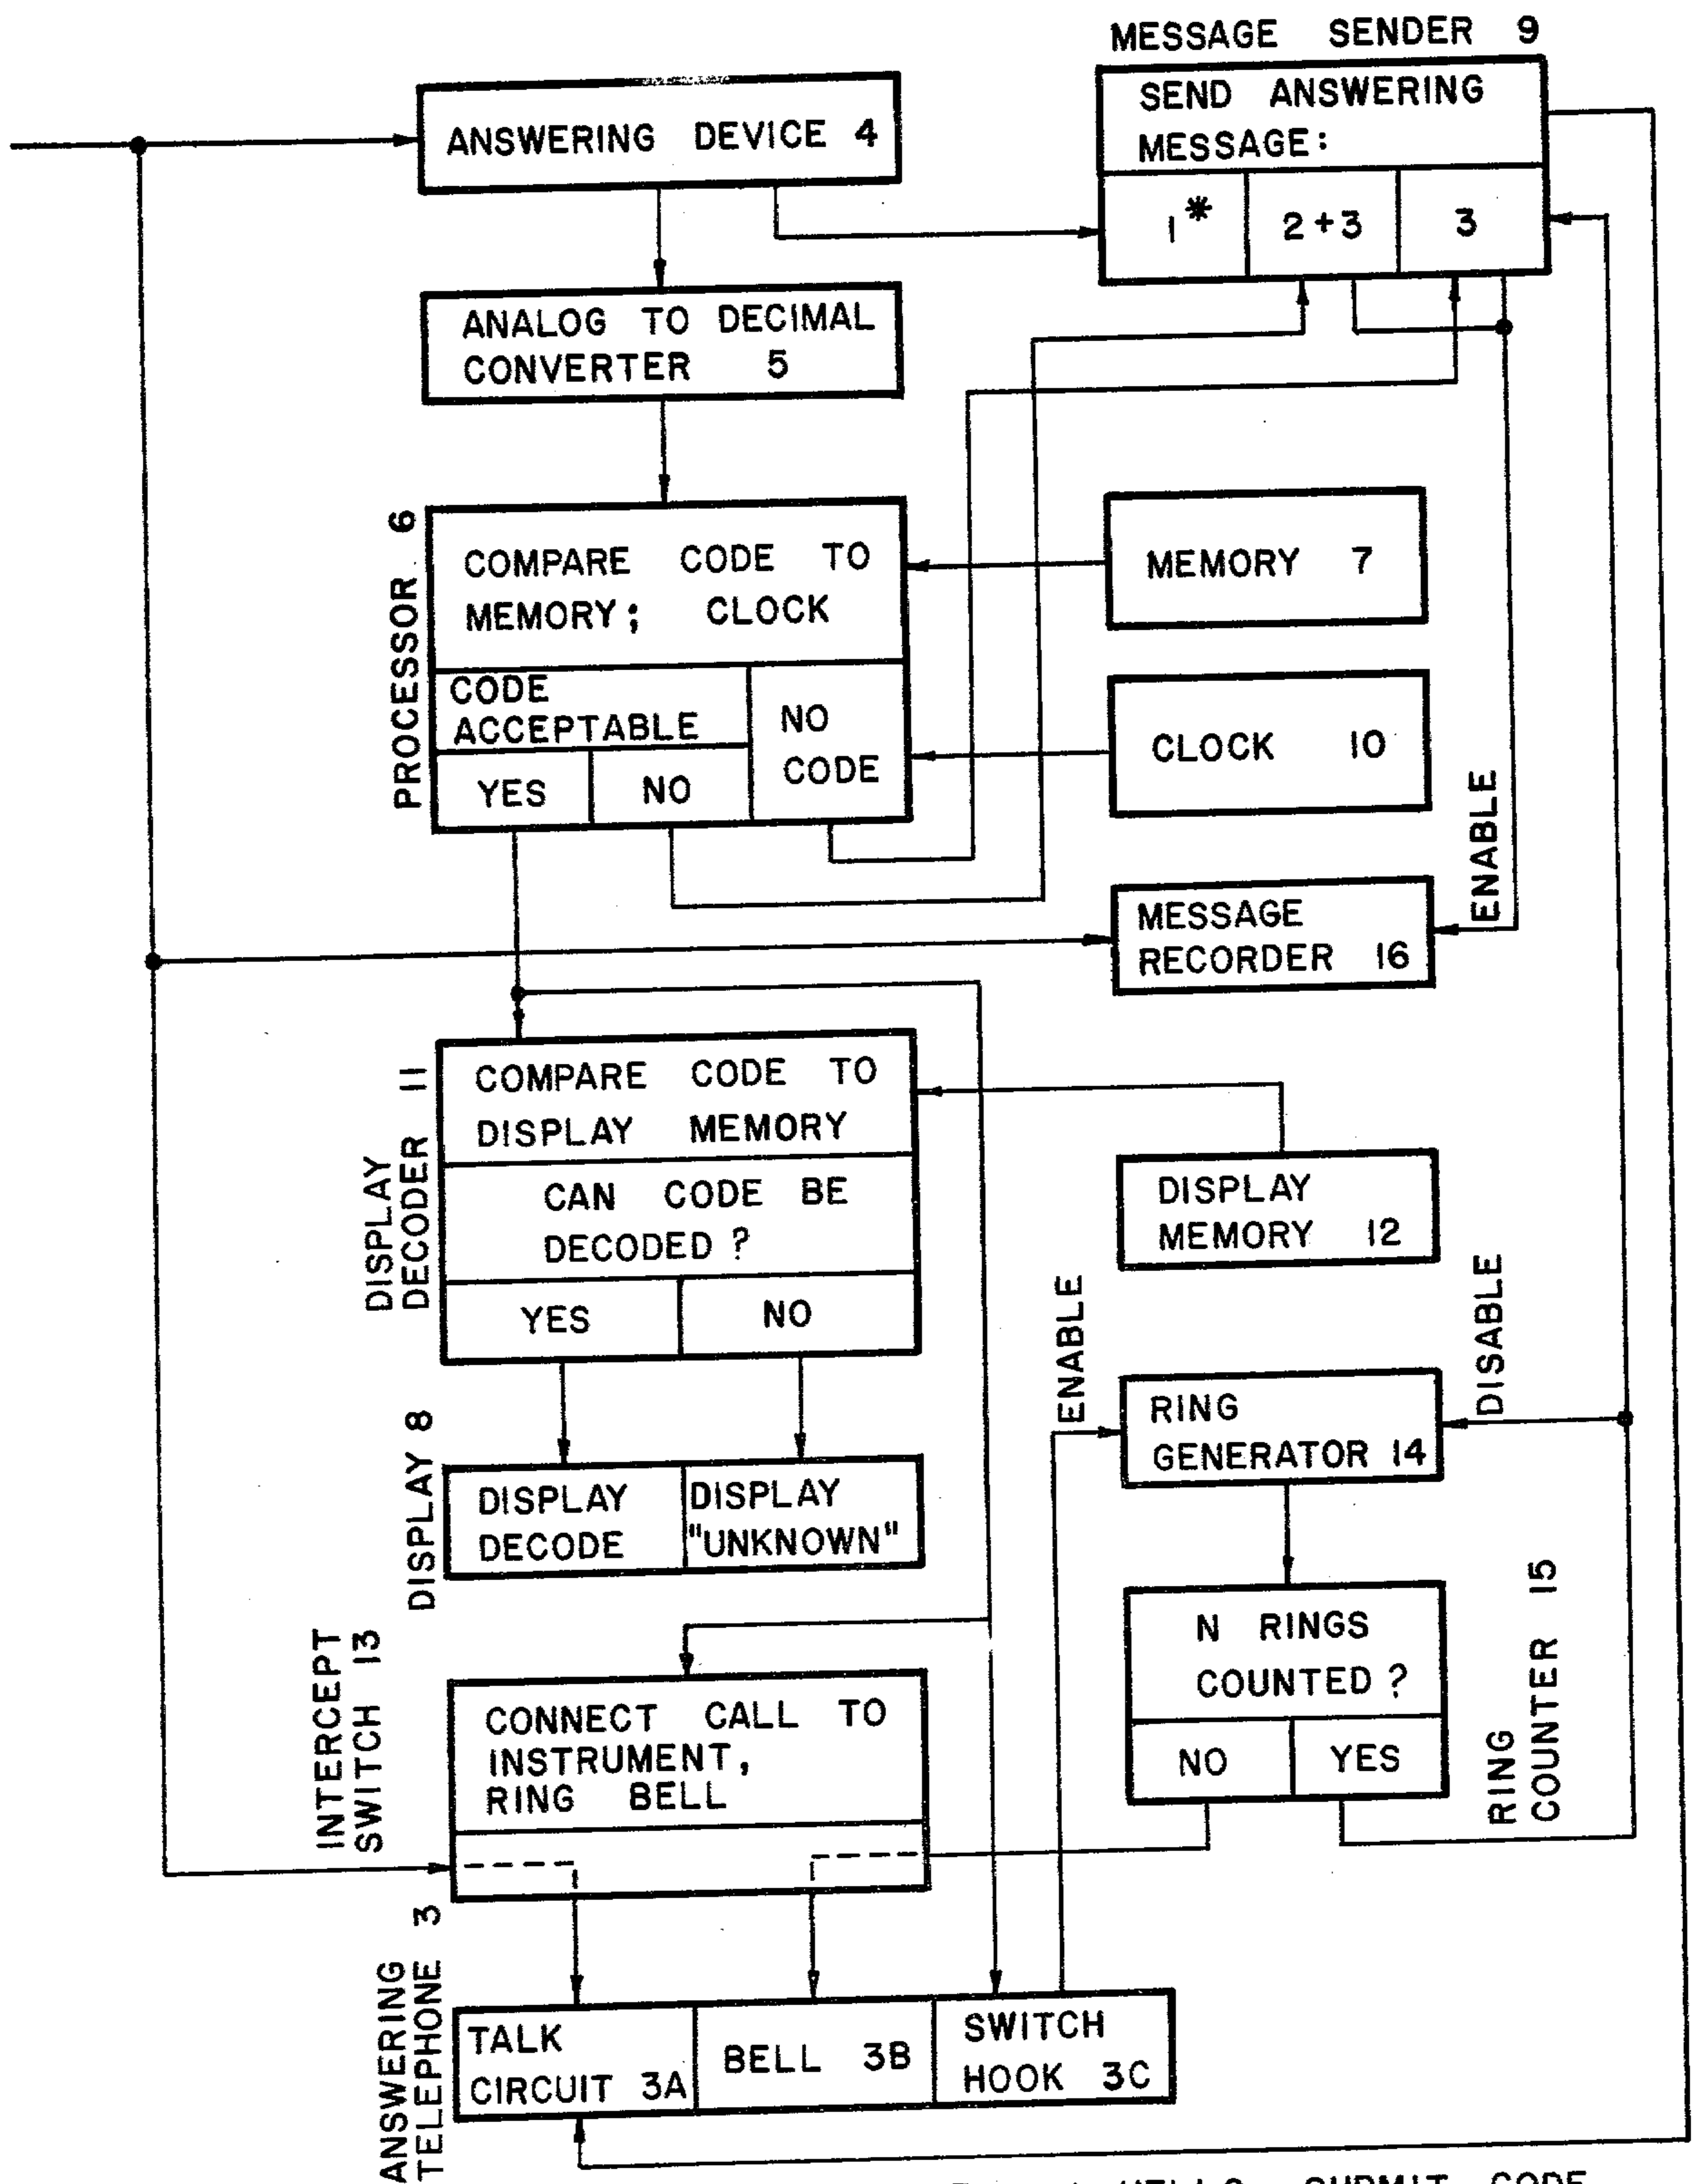 MESSAGE SENDER 9
SEND ANSWERING
MESSAGE:
1* 2+3 3
ANSWERING DEVICE 4
ANALOG TO DECIMAL
CONVERTER 5
PROCESSOR 6
COMPARE CODE TO
MEMORY; CLOCK
CODE
ACCEPTABLE
YES NO
NO
CODE
MEMORY 7
CLOCK 10
ENABLE
MESSAGE
RECORDER 16
DISPLAY
DECODER 11
COMPARE CODE TO
DISPLAY MEMORY
CAN CODE BE
DECODED ?
YES NO
DISPLAY
MEMORY 12
ENABLE
DISABLE
RING
GENERATOR 14
DISPLAY 8
DISPLAY
DECODE
DISPLAY
"UNKNOWN"
N RINGS
COUNTED ?
NO YES
RING
COUNTER 15
INTERCEPT
SWITCH 13
CONNECT CALL TO
INSTRUMENT,
RING BELL
ANSWERING
TELEPHONE 3
TALK
CIRCUIT 3A
BELL 3B
SWITCH
HOOK 3C
SUBMIT CODE